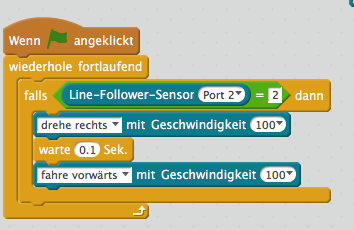 Wenn angeklickt
wiederhole fortlaufend
falls Line-Follower-Sensor Port 2 = 2 dann
drehe rechts mit Geschwindigkeit 100
warte 0.1 Sek.
fahre vorwärts mit Geschwindigkeit 100